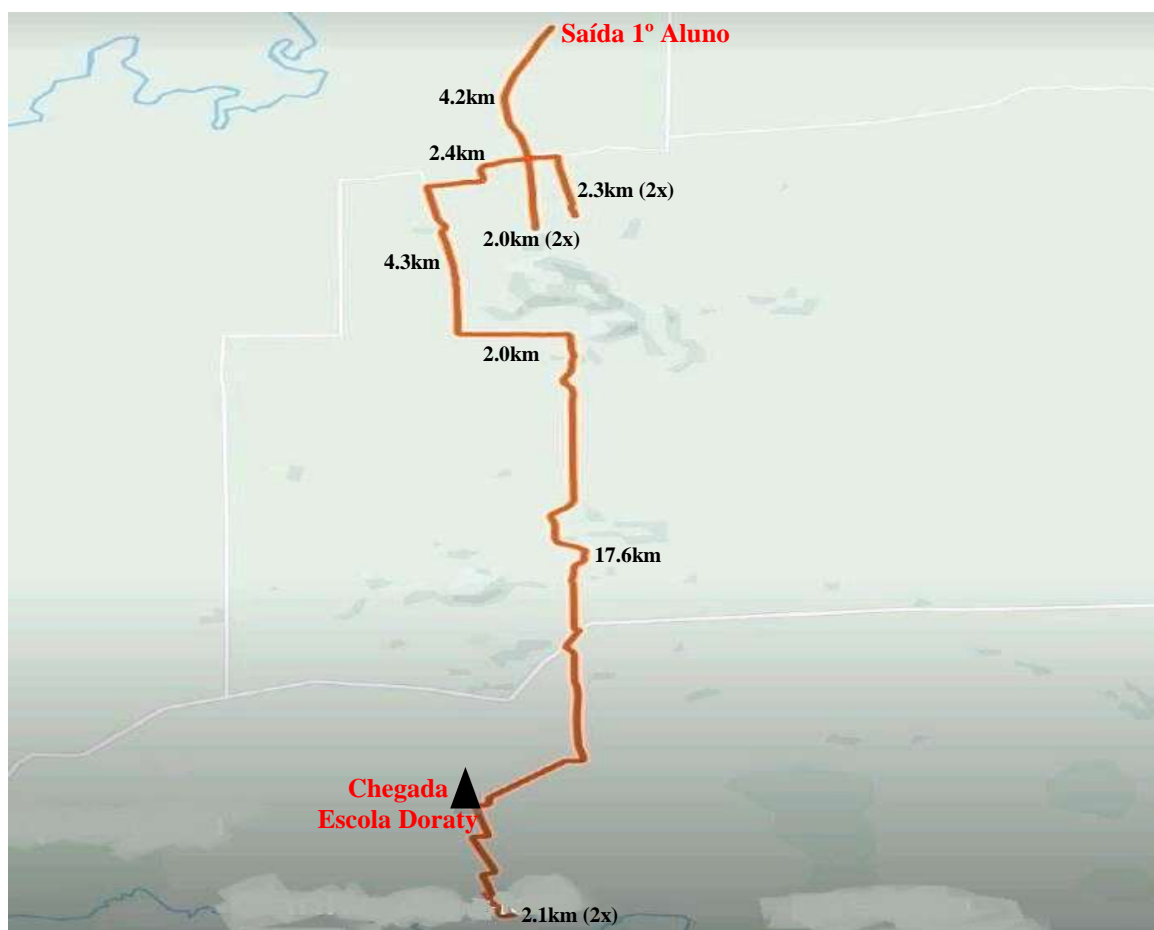 Saída 1º Aluno
4.2km
2.4km
2.3km (2x)
2.0km (2x)
4.3km
2.0km
17.6km
Chegada
Escola Doraty
2.1km (2x)